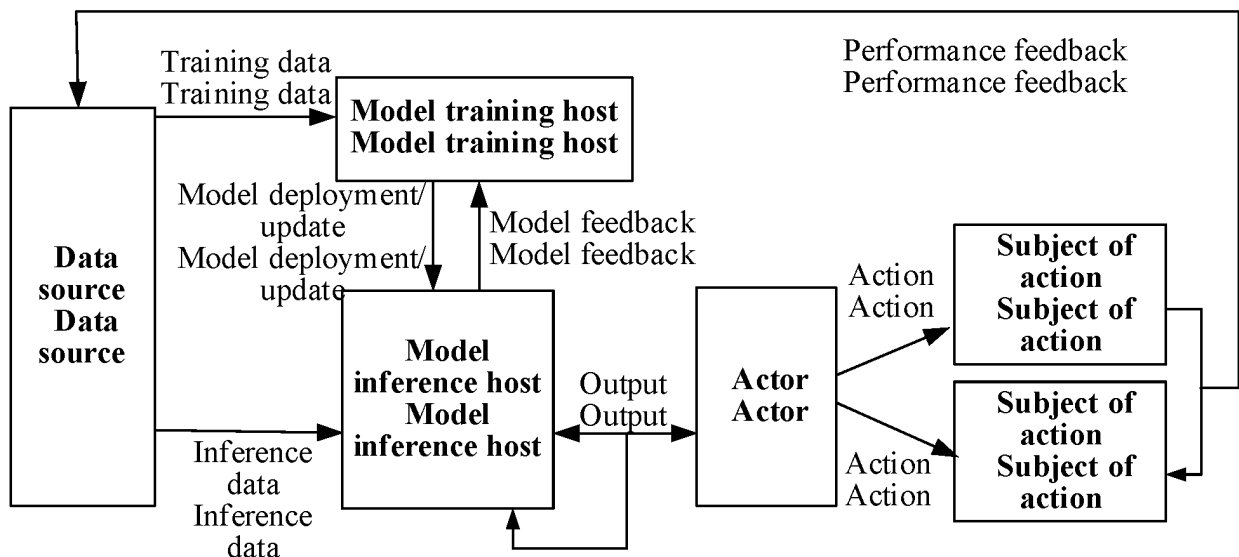 Performance feedback
Performance feedback
Training data
Training data
Model training host
Model training host
Model deployment/
update
Model deployment/
update
Model feedback
Model feedback
Data
source
Data
source
Model
inference host
Model
inference host
Inference
data
Inference
data
Output
Output
Actor
Actor
Action
Action
Action
Action
Subject of
action
Subject of
action
Subject of
action
Subject of
action